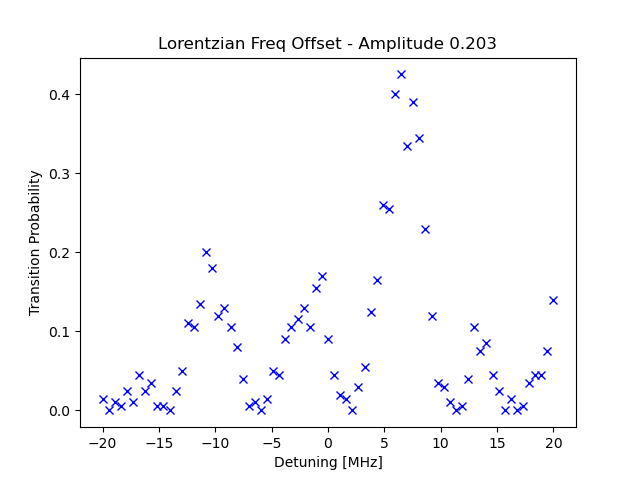 Lorentzian Freq Offset - Amplitude 0.203
0.4
0.3
0.2
0.1
0.0
Transition Probability
−20 −15 −10 −5 0 5 10 15 20
Detuning [MHz]